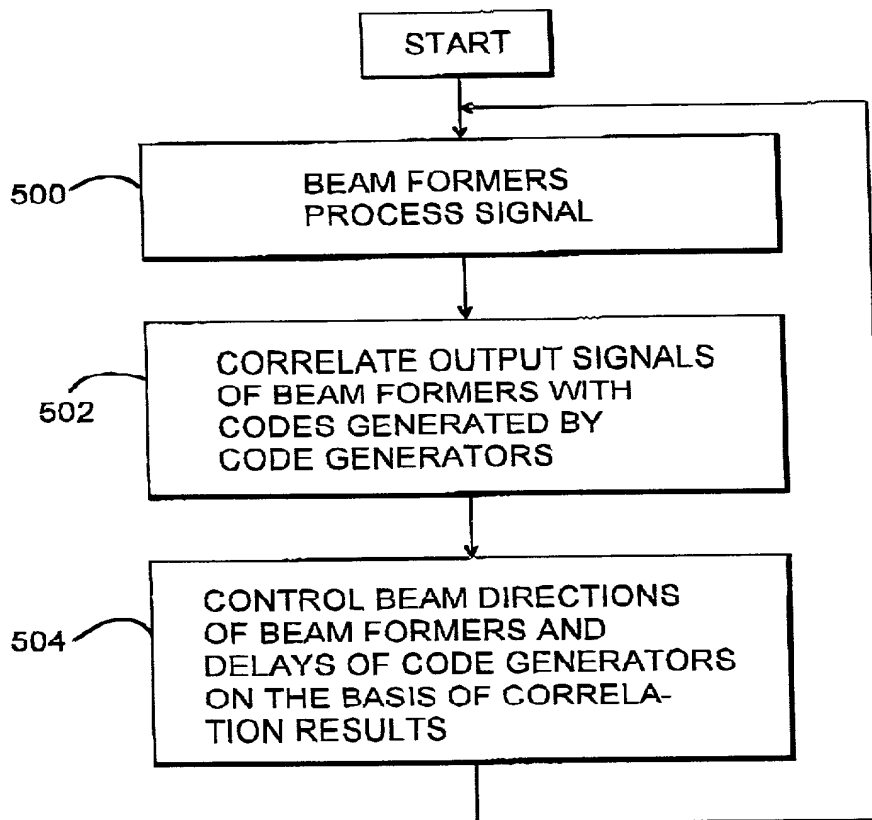 START
500
BEAM FORMERS
PROCESS SIGNAL
502
CORRELATE OUTPUT SIGNALS
OF BEAM FORMERS WITH
CODES GENERATED BY
CODE GENERATORS
504
CONTROL BEAM DIRECTIONS
OF BEAM FORMERS AND
DELAYS OF CODE GENERATORS
ON THE BASIS OF CORRELA-
TION RESULTS